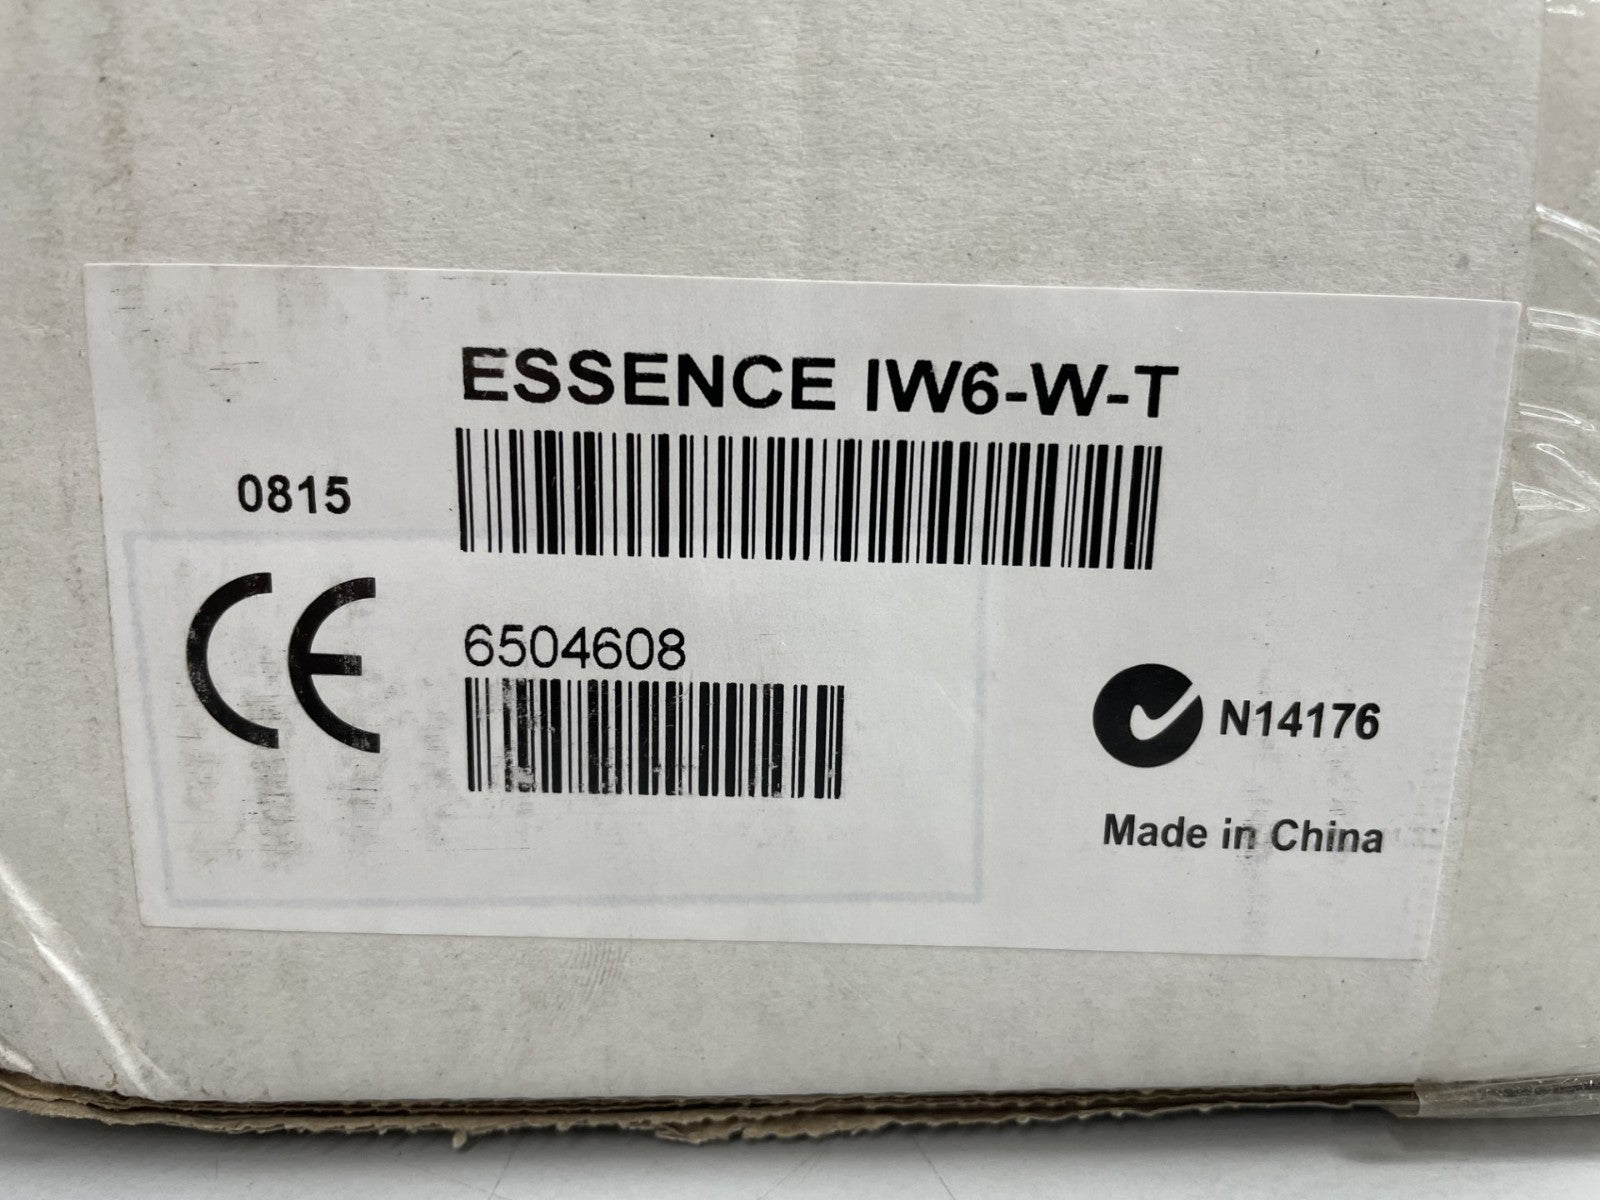 ESSENCE IW6-W-T
0815
CE
6504608
N14176
Made in China